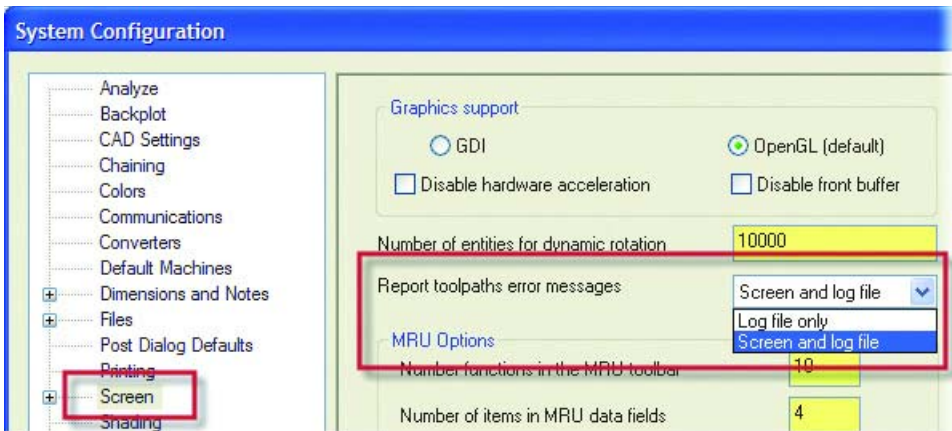 System Configuration
Analyze
Backplot
CAD Settings
Chaining
Colors
Communications
Converters
Default Machines
Dimensions and Notes
Files
Post Dialog Defaults
Printing
Screen
Shading
Graphics support
GDI
OpenGL (default)
Disable hardware acceleration
Disable front buffer
Number of entities for dynamic rotation
10000
Report toolpaths error messages
Screen and log file
Log file only
Screen and log file
MRU Options
Number functions in the MRU toolbar
10
Number of items in MRU data fields
4